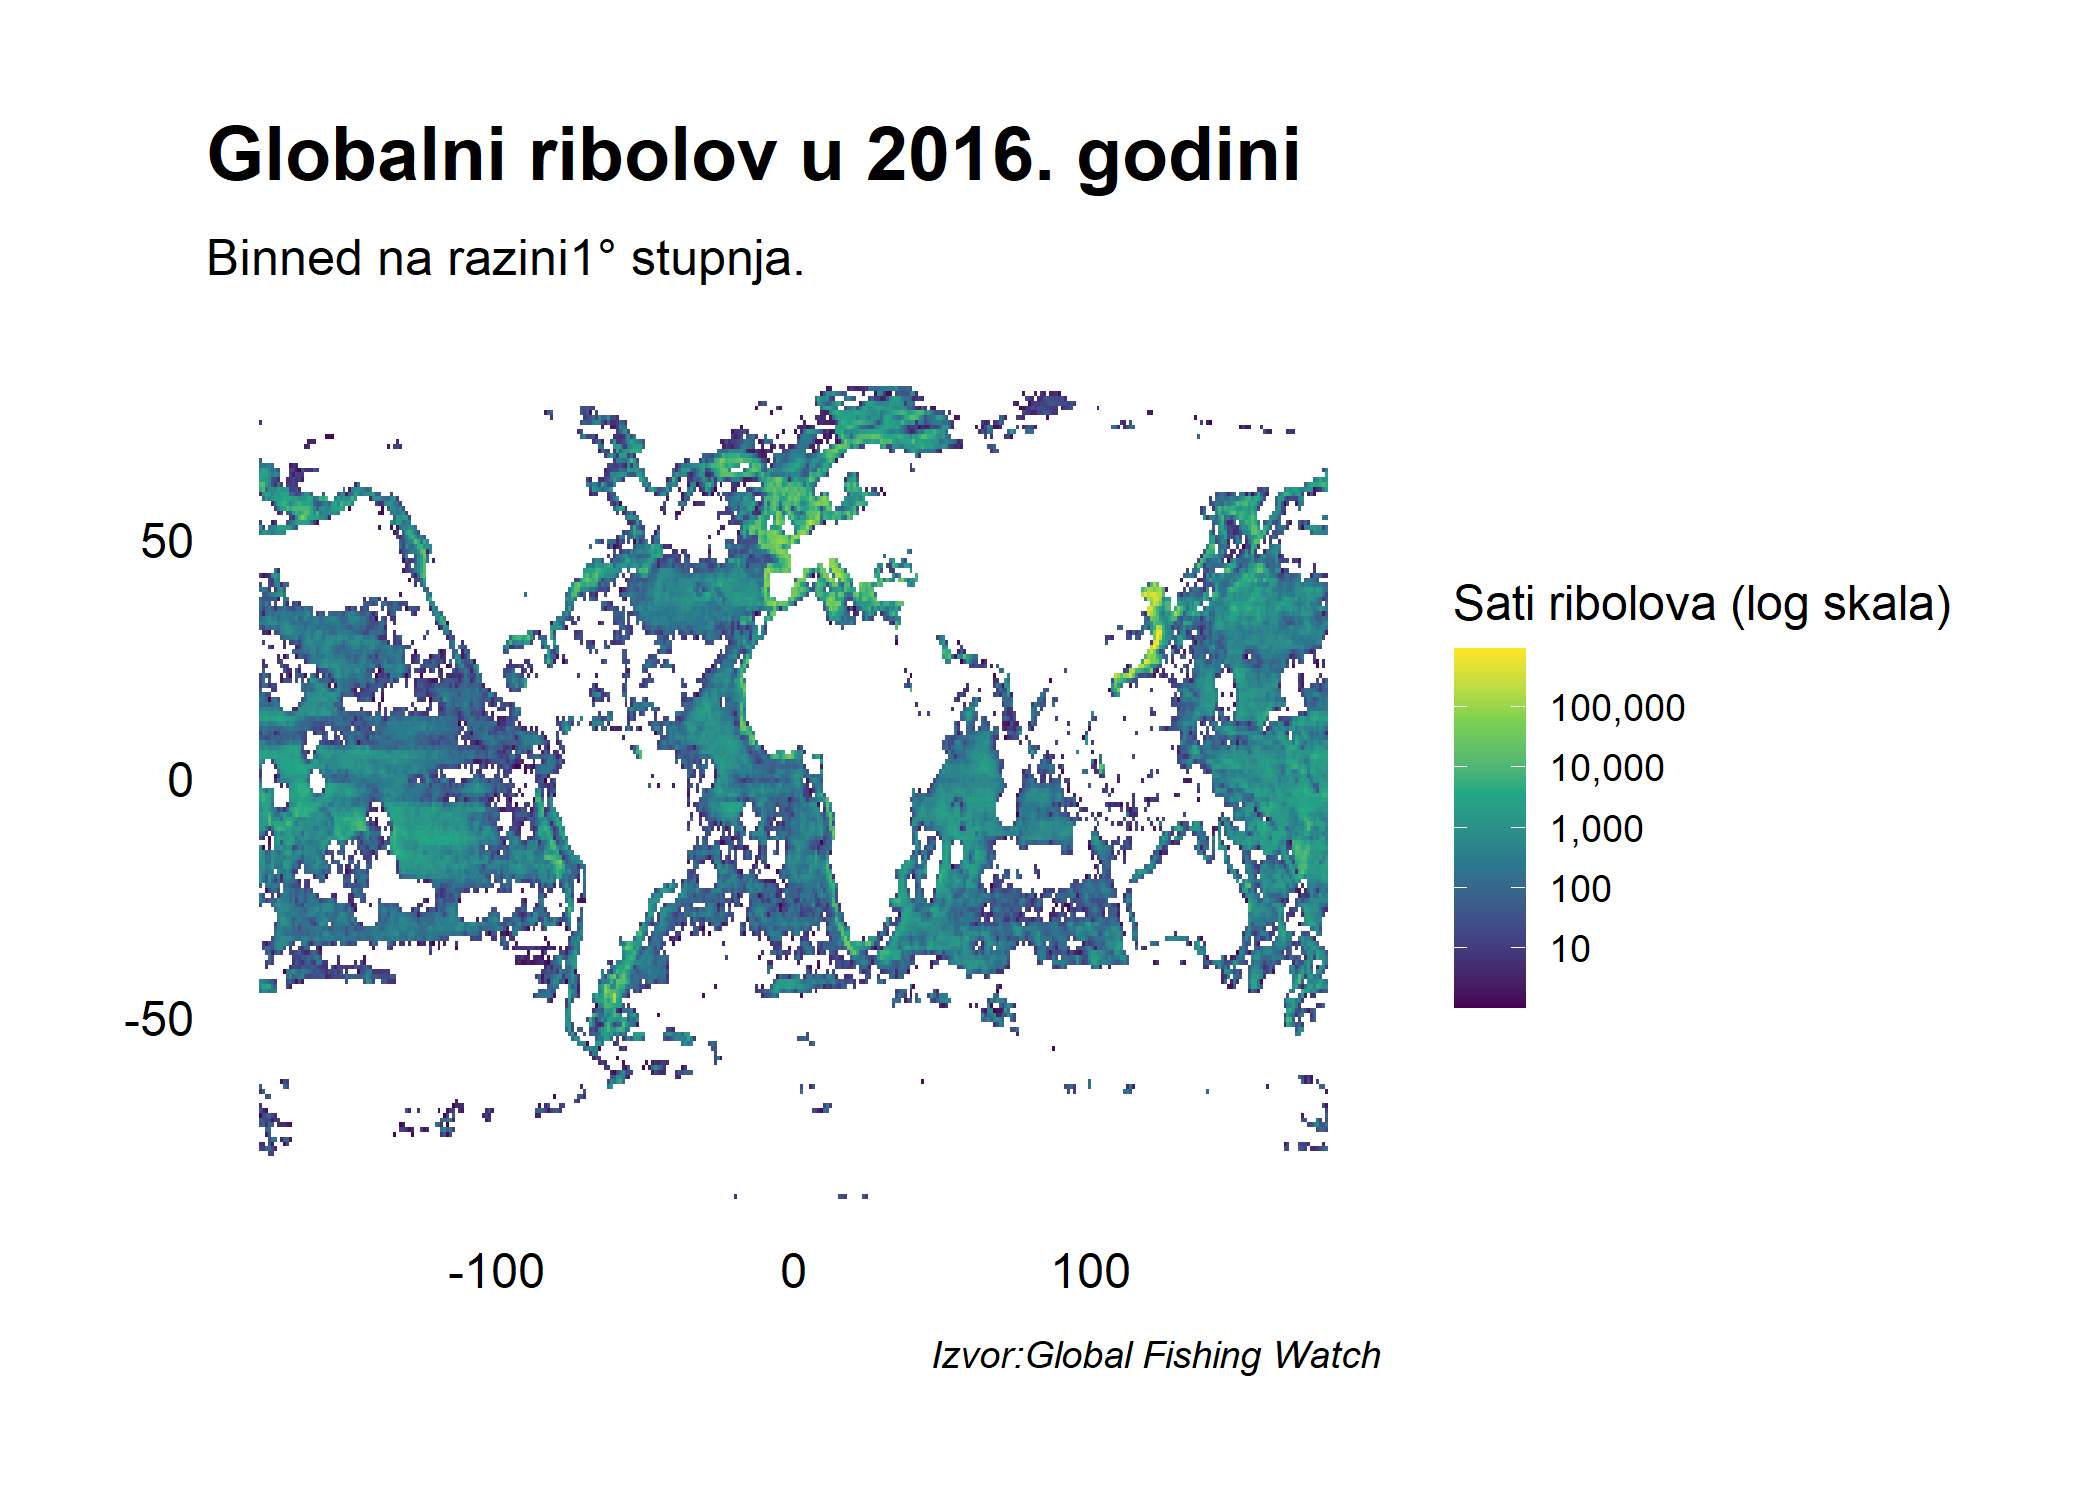 Globalni ribolov u 2016. godini
Binned na razini1° stupnja.
50
0
-50
-100 0 100
Sati ribolova (log skala)
100,000
10,000
1,000
100
10
Izvor:Global Fishing Watch